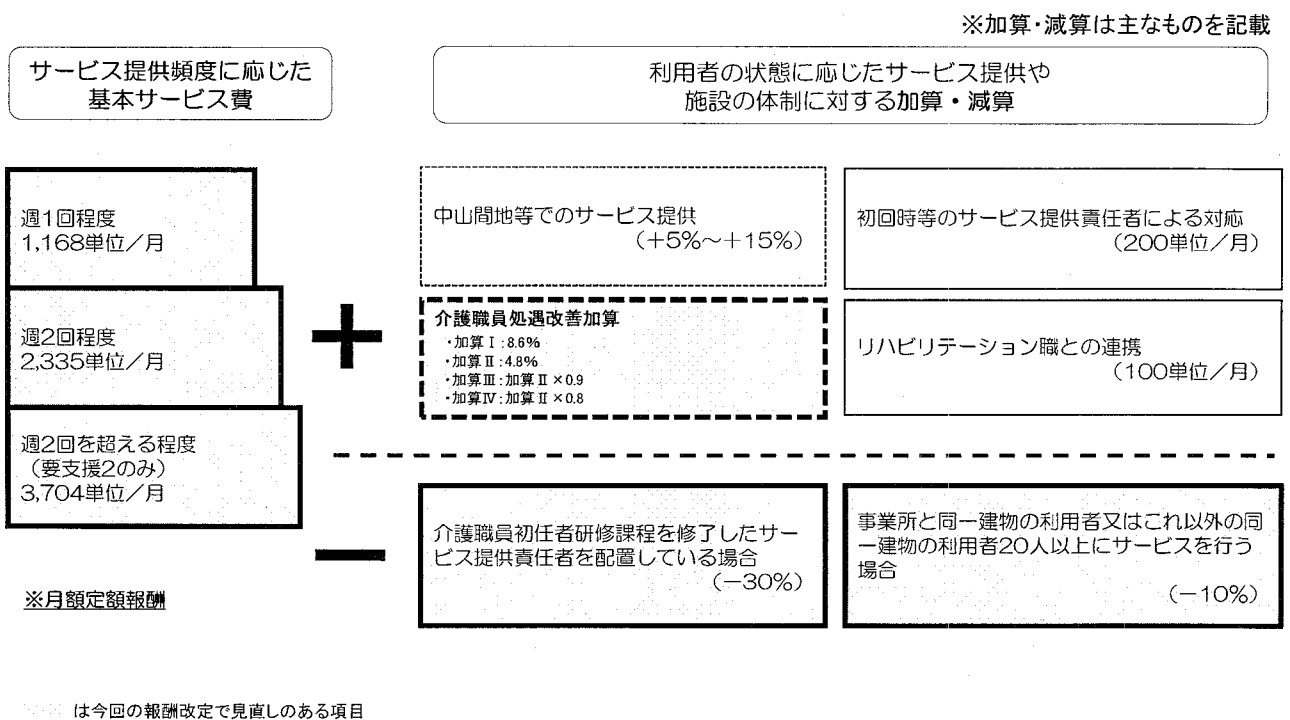 ※加算・減算は主なものを記載
サービス提供頻度に応じた
基本サービス費
利用者の状態に応じたサービス提供や
施設の体制に対する加算・減算
週1回程度
1,168単位／月
週2回程度
2,335単位／月
週2回を超える程度
（要支援2のみ）
3,704単位／月
※月額定額報酬
＋
中山間地等でのサービス提供
（＋5%～＋15%）
初回時等のサービス提供責任者による対応
（200単位／月）
介護職員処遇改善加算
・加算Ⅰ：8.6%
・加算Ⅱ：4.8%
・加算Ⅲ：加算Ⅱ×0.9
・加算Ⅳ：加算Ⅱ×0.8
リハビリテーション職との連携
（100単位／月）
－
介護職員初任者研修課程を修了したサー
ビス提供責任者を配置している場合
（－30%）
事業所と同一建物の利用者又はこれ以外の同
一建物の利用者20人以上にサービスを行う
場合
（－10%）
は今回の報酬改定で見直しのある項目